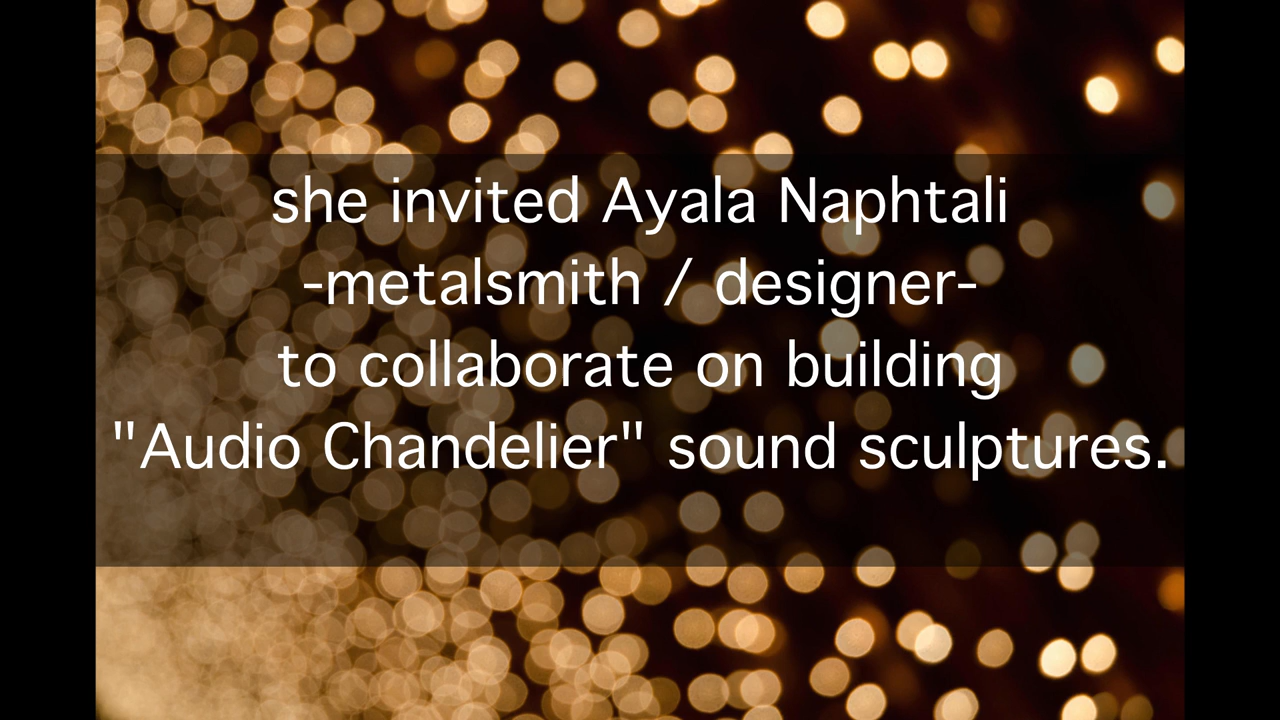 she invited Ayala Naphtali
-metalsmith / designer-
to collaborate on building
"Audio Chandelier" sound sculptures.